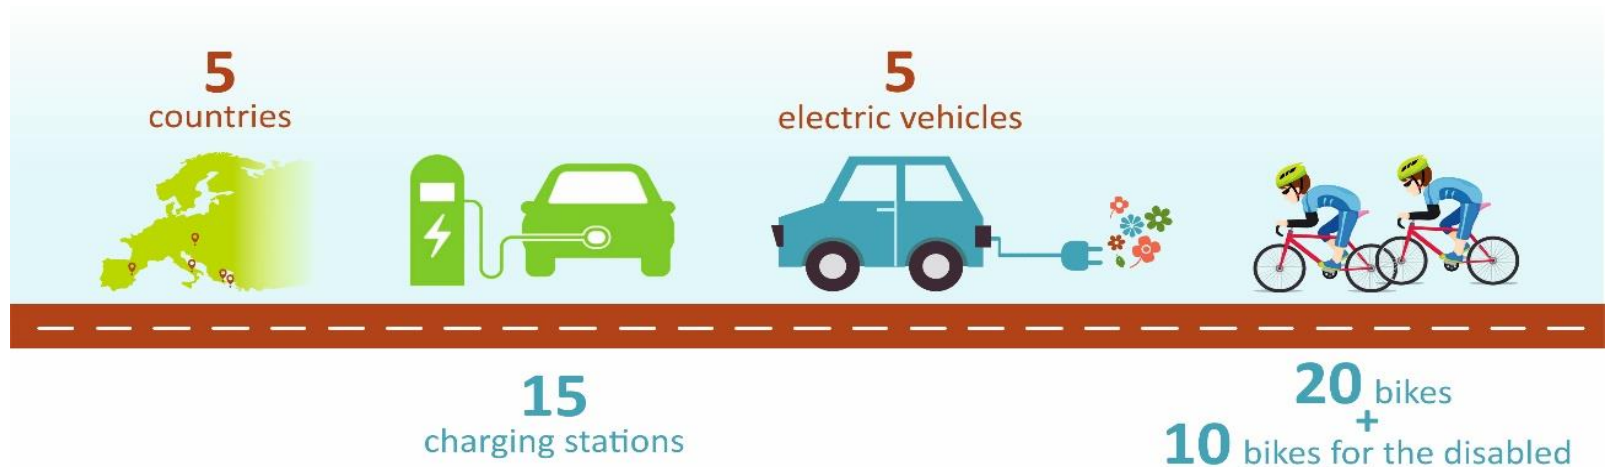 5
countries
5
electric vehicles
15
charging stations
20 bikes
+
10 bikes for the disabled